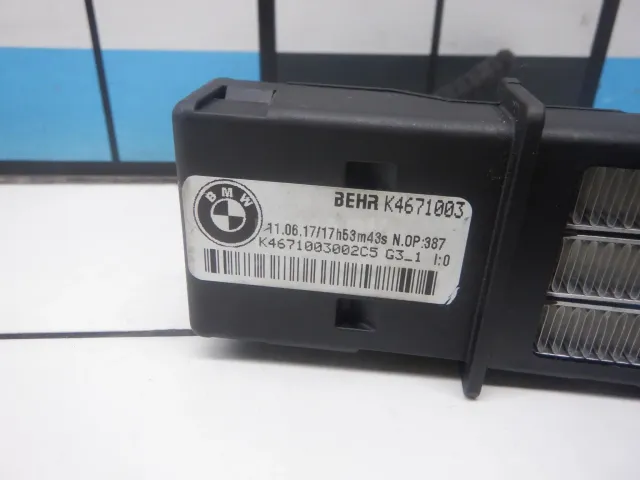 BMW
BEHR K4671003
11.06.17/17h53m43s N.OP:387
K4671003002C5 G3_1 I:0